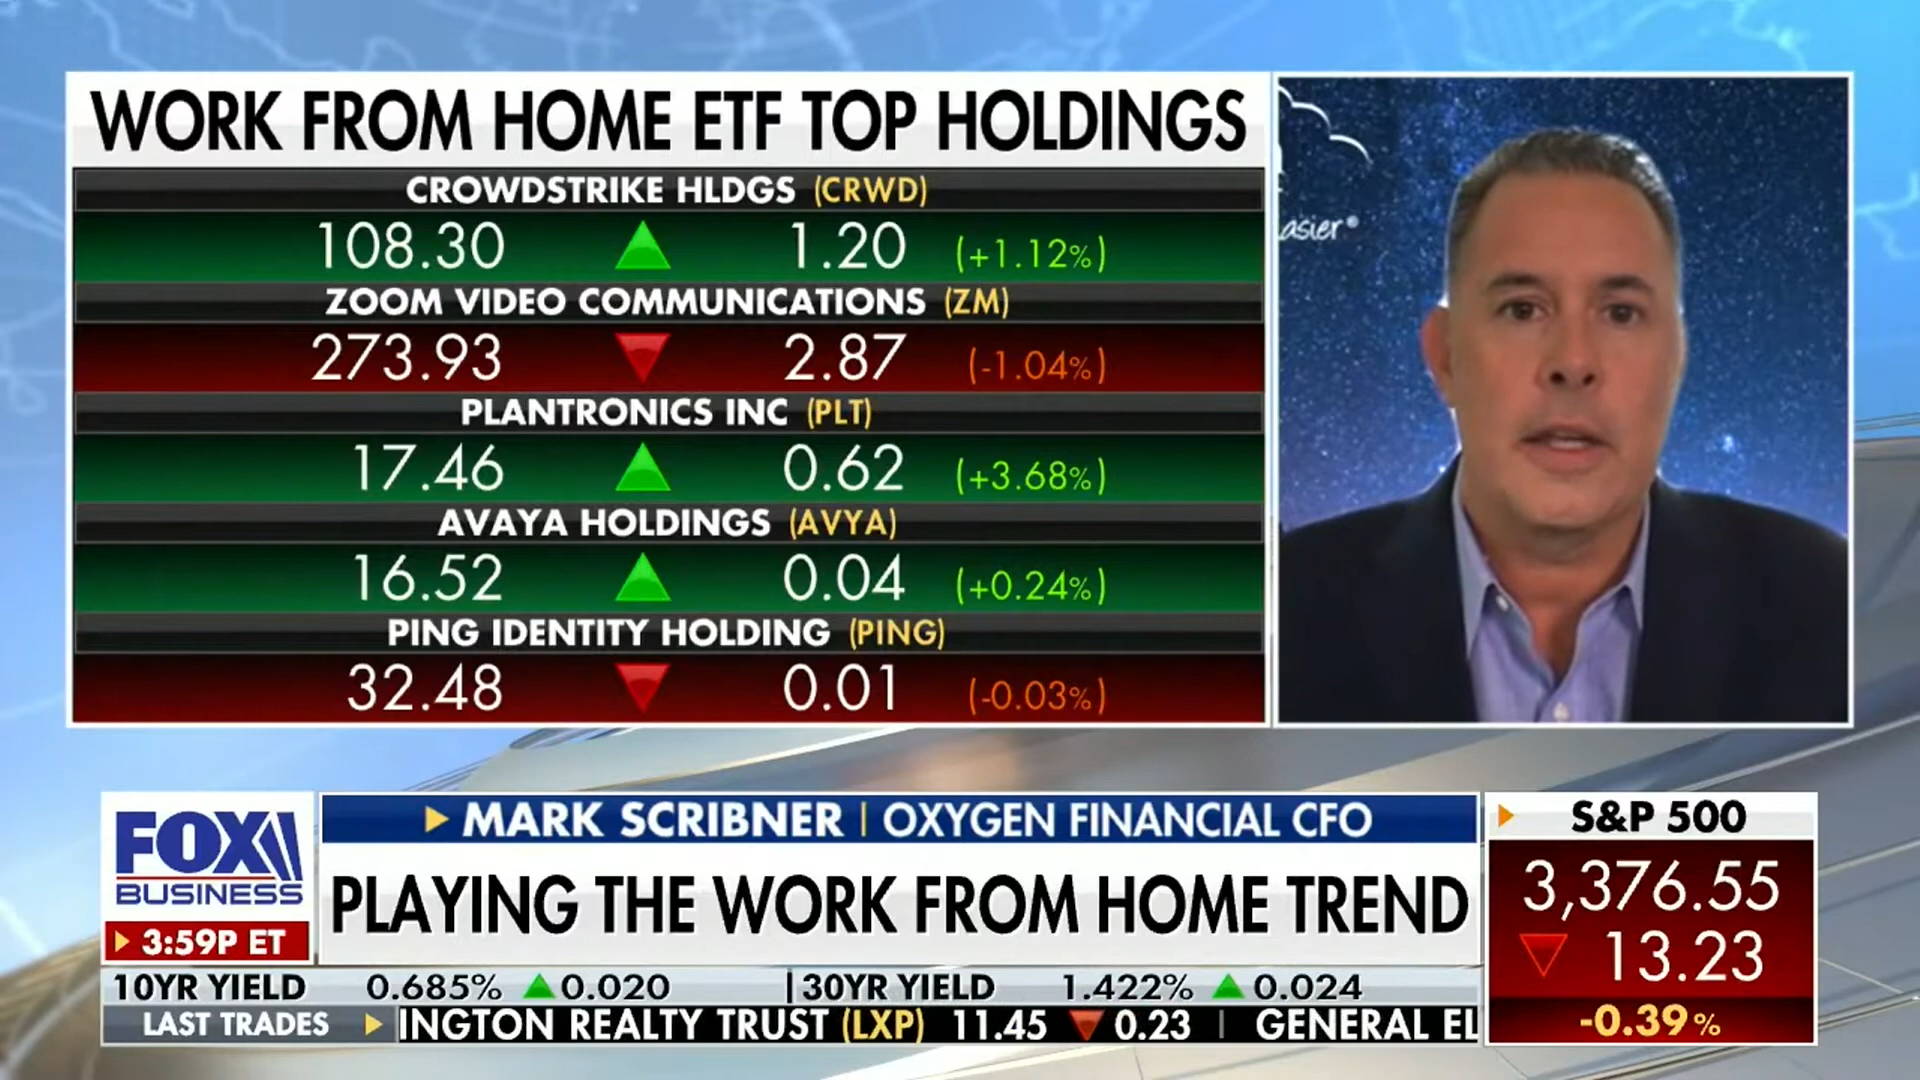 WORK FROM HOME ETF TOP HOLDINGS
CROWDSTRIKE HLDGS (CRWD)
108.30 ▲ 1.20 (+1.12%)
ZOOM VIDEO COMMUNICATIONS (ZM)
273.93 ▼ 2.87 (-1.04%)
PLANTRONICS INC (PLT)
17.46 ▲ 0.62 (+3.68%)
AVAYA HOLDINGS (AVYA)
16.52 ▲ 0.04 (+0.24%)
PING IDENTITY HOLDING (PING)
32.48 ▼ 0.01 (-0.03%)
asier®
MARK SCRIBNER | OXYGEN FINANCIAL CFO
PLAYING THE WORK FROM HOME TREND
FOX
BUSINESS
3:59P ET
S&P 500
3,376.55
▼ 13.23
-0.39%
10YR YIELD 0.685% ▲ 0.020 | 30YR YIELD 1.422% ▲ 0.024
LAST TRADES INGTON REALTY TRUST (LXP) 11.45 ▼ 0.23 | GENERAL EL